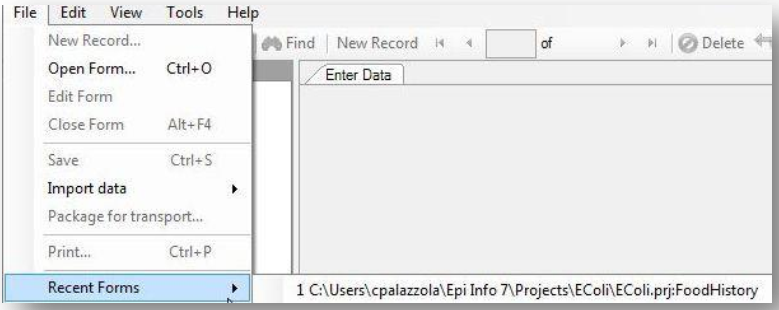 File Edit View Tools Help
New Record...
Find New Record of Delete
Open Form... Ctrl+O
Enter Data
Edit Form
Close Form Alt+F4
Save Ctrl+S
Import data
Package for transport...
Print... Ctrl+P
Recent Forms
1 C:\Users\cpalazzola\Epi Info 7\Projects\EColi\EColi.prj:FoodHistory